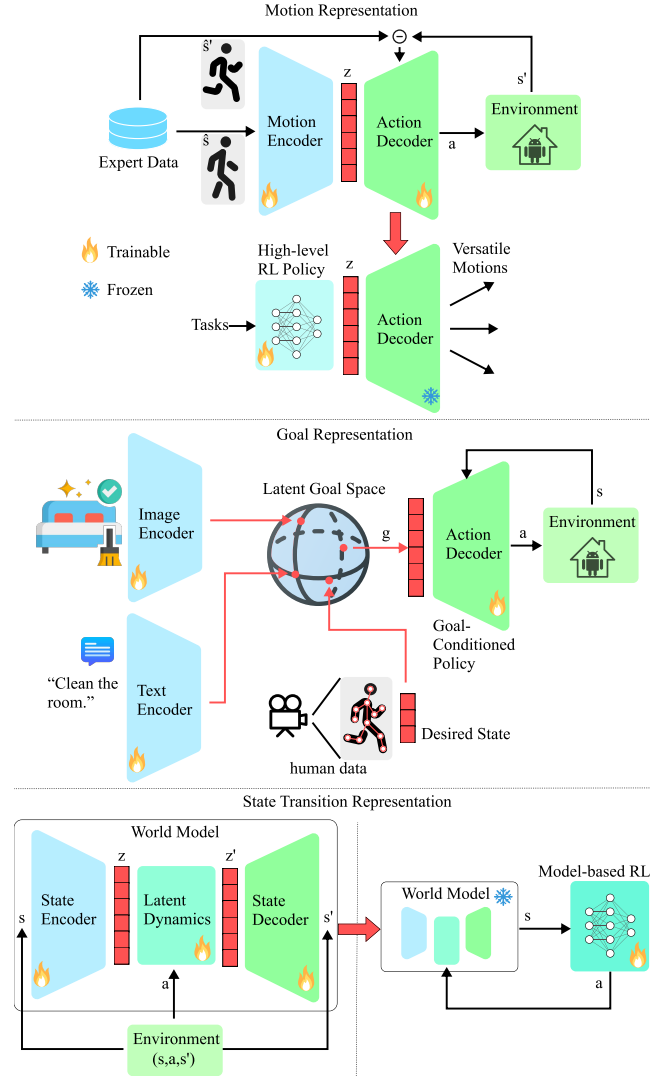 Motion Representation
ŝ'
z
s'
Environment
Motion
Encoder
Action
Decoder
a
Expert Data
ŝ
Trainable
Frozen
High-level
RL Policy
z
Versatile
Motions
Tasks
Action
Decoder
Goal Representation
Latent Goal Space
s
Image
Encoder
g
Action
Decoder
a
Environment
Goal-
Conditioned
Policy
“Clean the
room.”
Text
Encoder
Desired State
human data
State Transition Representation
World Model
z
z'
State
Encoder
Latent
Dynamics
State
Decoder
s
s'
a
Environment
(s,a,s')
Model-based RL
World Model
s
a